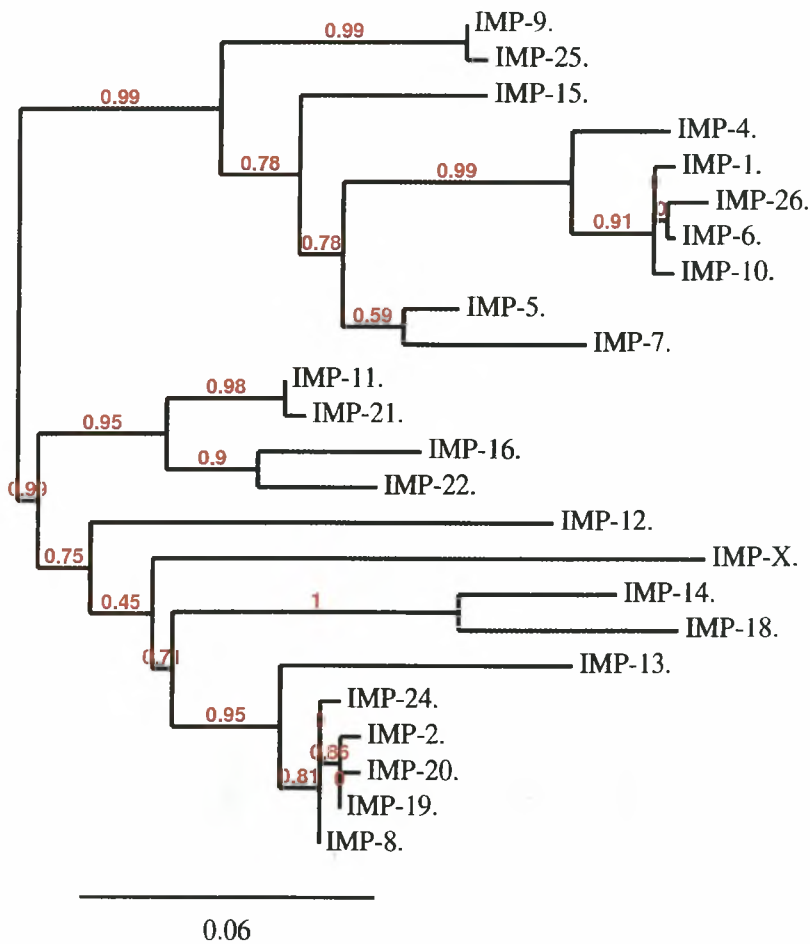 IMP-9.
0.99
IMP-25.
0.99
IMP-15.
IMP-4.
0.78
0.99
IMP-1.
IMP-26.
0.91
IMP-6.
0.78
IMP-10.
IMP-5.
0.59
IMP-7.
IMP-11.
0.98
IMP-21.
0.95
IMP-16.
0.9
IMP-22.
0.99
IMP-12.
0.75
IMP-X.
IMP-14.
0.45
1
IMP-18.
0.71
IMP-13.
IMP-24.
0.95
IMP-2.
0.86
IMP-20.
0.81
IMP-19.
IMP-8.
0.06